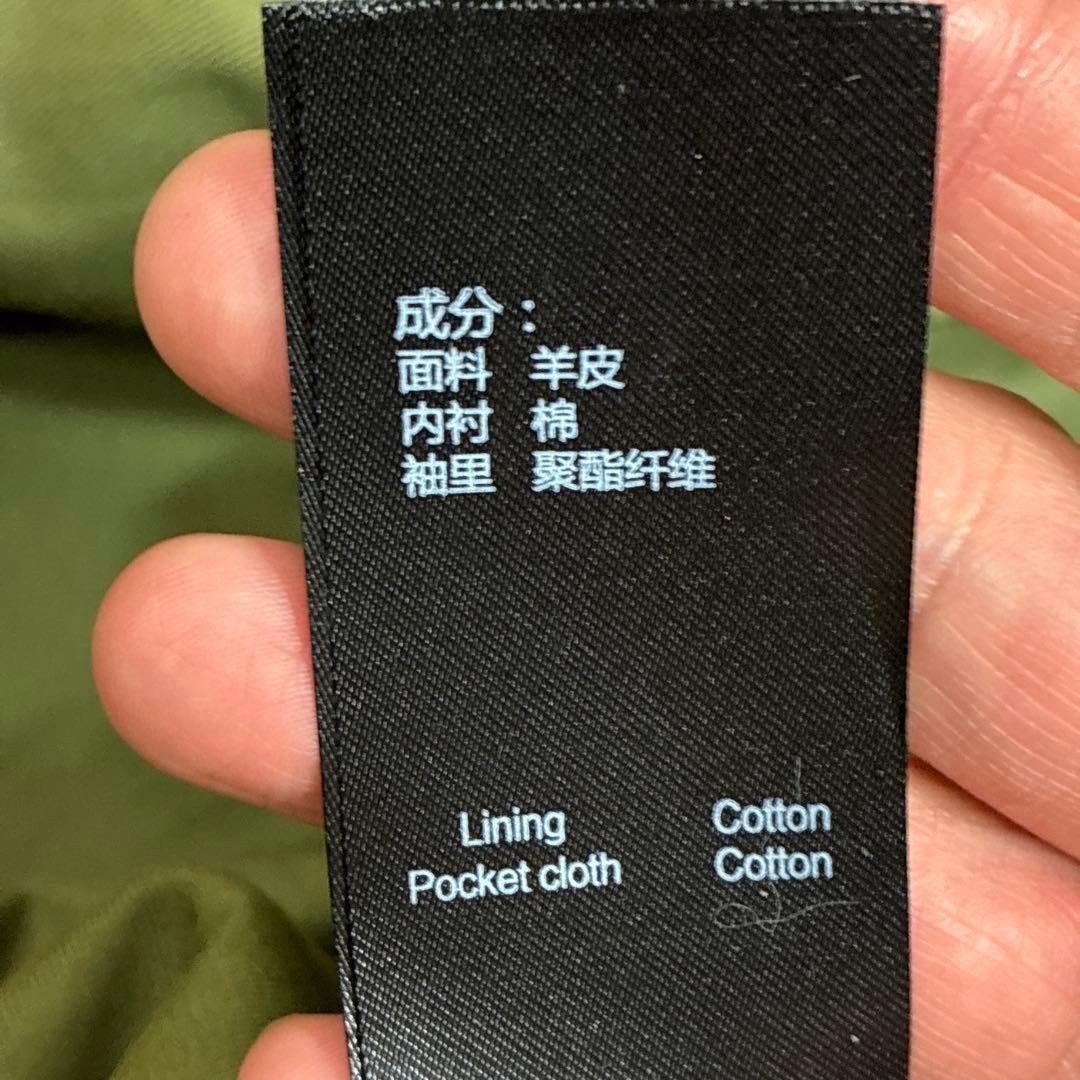 成分：
面料 羊皮
内衬 棉
袖里 聚酯纤维
Lining Cotton
Pocket cloth Cotton